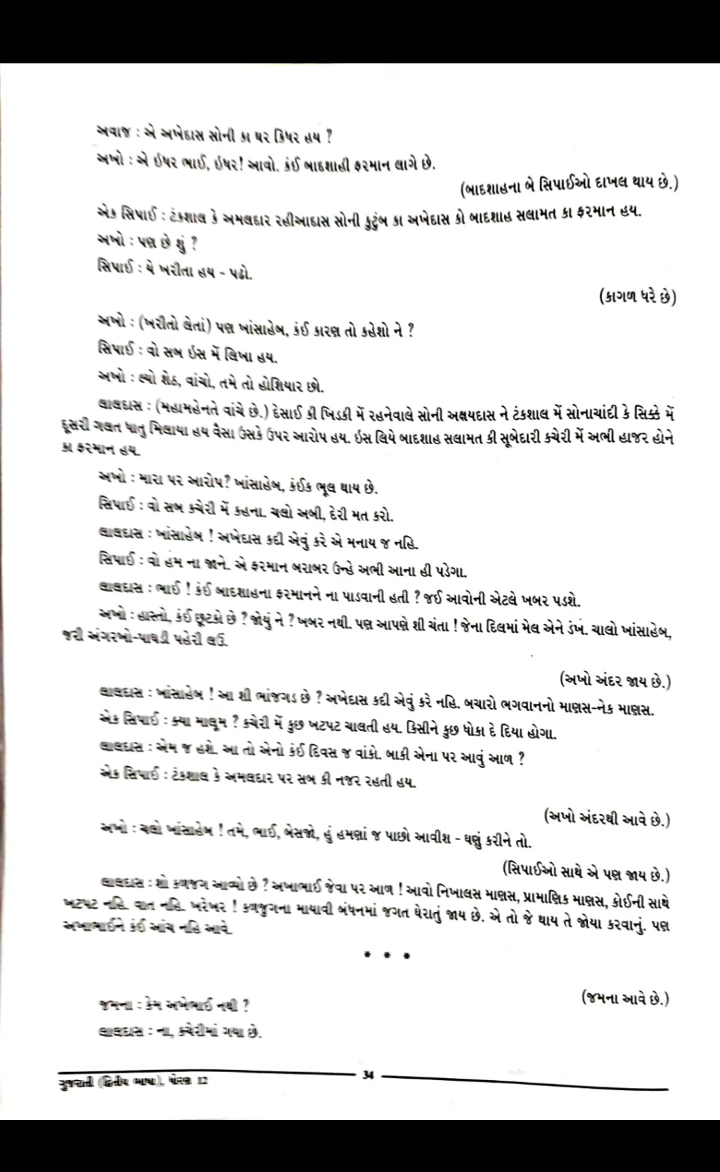 અવાજ : એ અખેદાસ સોની કા ઘર કિધર હય ?
અખો : એ ઇધર ભાઈ, ઇધર! આવો. કંઈ બાદશાહી ફરમાન લાગે છે.
(બાદશાહના બે સિપાઈઓ દાખલ થાય છે.)
એક સિપાઈ : ટંકશાલ કે અમલદાર રહીઆદાસ સોની કુટુંબ કા અખેદાસ કો બાદશાહ સલામત કા ફરમાન હય.
અખો : પણ છે શું ?
સિપાઈ : યે ખરીતા હય - પઢો.
(કાગળ ધરે છે)
અખો : (ખરીતો લેતાં) પણ ખાંસાહેબ, કંઈ કારણ તો કહેશો ને ?
સિપાઈ : વો સબ ઇસ મેં લિખા હય.
અખો : લ્યો શેઠ, વાંચો, તમે તો હોશિયાર છો.
લાલદાસ : (મહામહેનતે વાંચે છે.) દેસાઈ કી ખિડકી મેં રહનેવાલે સોની અક્ષયદાસ ને ટંકશાલ મેં સોનાચાંદી કે સિક્કે મેં
દૂસરી ગલત ધાતુ મિલાયા હય વૈસા ઉસકે ઉપર આરોપ હય. ઇસ લિયે બાદશાહ સલામત કી સૂબેદારી કચેરી મેં અભી હાજર હોને
કા ફરમાન હય.
અખો : મારા પર આરોપ? ખાંસાહેબ, કંઈક ભૂલ થાય છે.
સિપાઈ : વો સબ કચેરી મેં કહના. ચલો અબી, દેરી મત કરો.
લાલદાસ : ખાંસાહેબ ! અખેદાસ કદી એવું કરે એ મનાય જ નહિ.
સિપાઈ : વો હમ ના જાને. એ ફરમાન બરાબર ઉન્હે અભી આના હી પડેગા.
લાલદાસ : ભાઈ ! કંઈ બાદશાહના ફરમાનને ના પાડવાની હતી ? જઈ આવોની એટલે ખબર પડશે.
અખો : હાસ્તો, કંઈ છૂટકો છે ? જોયું ને ? ખબર નથી. પણ આપણે શી ચંતા ! જેના દિલમાં મેલ એને ડંખ. ચાલો ખાંસાહેબ,
જરી અંગરખો-પાઘડી પહેરી લઉં.
(અખો અંદર જાય છે.)
લાલદાસ : ખાંસાહેબ ! આ શી ભાંજગડ છે ? અખેદાસ કદી એવું કરે નહિ. બચારો ભગવાનનો માણસ-નેક માણસ.
એક સિપાઈ : ક્યા માલૂમ ? કચેરી મેં કુછ ખટપટ ચાલતી હય. કિસીને કુછ ધોકા દે દિયા હોગા.
લાલદાસ : એમ જ હશે. આ તો એનો કંઈ દિવસ જ વાંકો. બાકી એના પર આવું આળ ?
એક સિપાઈ : ટંકશાલ કે અમલદાર પર સબ કી નજર રહતી હય.
(અખો અંદરથી આવે છે.)
અખો : ચલો ખાંસાહેબ ! તમે, ભાઈ, બેસજો, હું હમણાં જ પાછો આવીશ - ઘણું કરીને તો.
(સિપાઈઓ સાથે એ પણ જાય છે.)
લાલદાસ : શો કળજગ આવ્યો છે ? અખાભાઈ જેવા પર આળ ! આવો નિખાલસ માણસ, પ્રામાણિક માણસ, કોઈની સાથે
ખટપટ નહિ. વાત નહિ. ખરેખર ! કળજુગના માયાવી બંધનમાં જગત ઘેરાતું જાય છે. એ તો જે થાય તે જોયા કરવાનું. પણ
અખાભાઈને કંઈ આંચ નહિ આવે.
* * *
(જમના આવે છે.)
જમના : કેમ અખેભાઈ નથી ?
લાલદાસ : ના, કચેરીમાં ગયા છે.
34
ગુજરાતી (દ્વિતીય ભાષા), ધોરણ 12